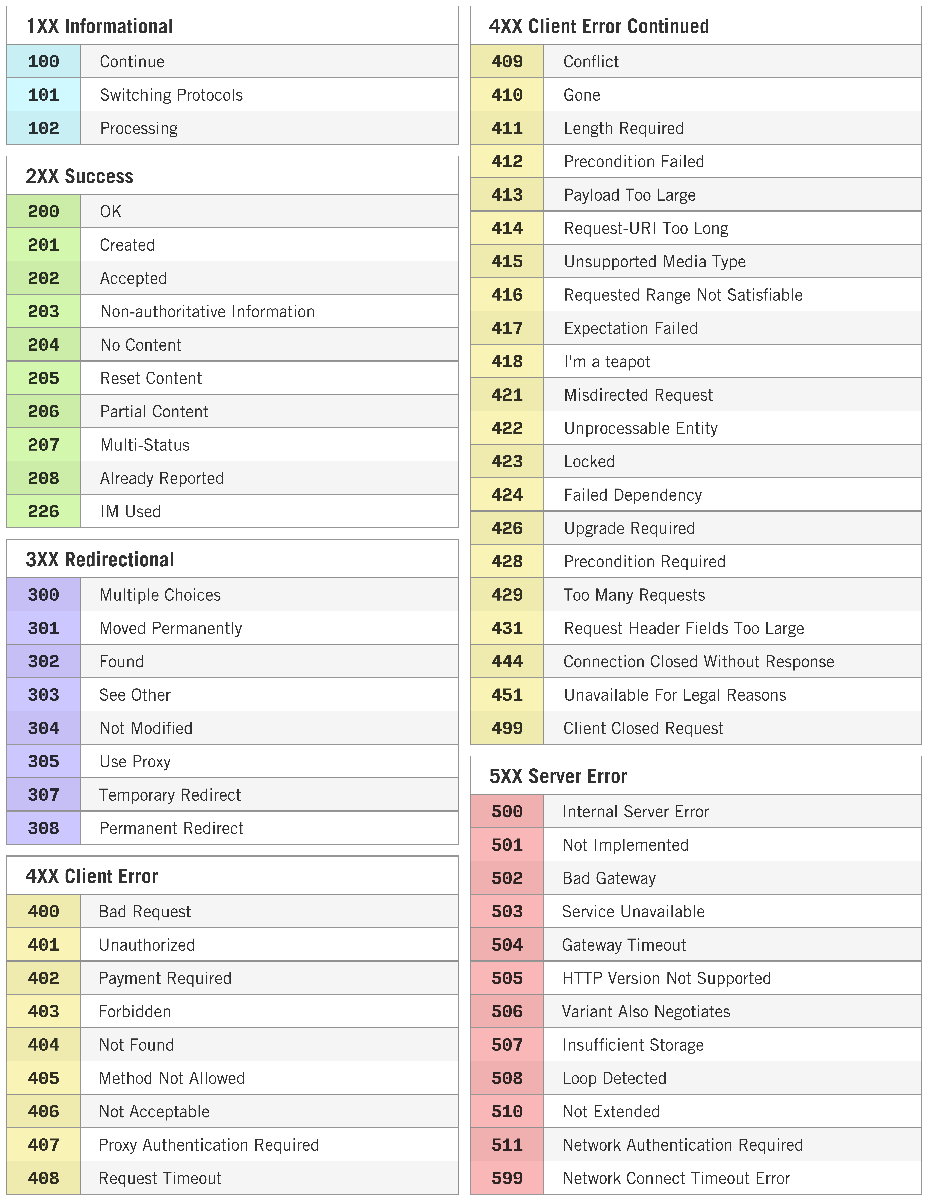 1XX Informational
100 Continue
101 Switching Protocols
102 Processing
2XX Success
200 OK
201 Created
202 Accepted
203 Non-authoritative Information
204 No Content
205 Reset Content
206 Partial Content
207 Multi-Status
208 Already Reported
226 IM Used
3XX Redirectional
300 Multiple Choices
301 Moved Permanently
302 Found
303 See Other
304 Not Modified
305 Use Proxy
307 Temporary Redirect
308 Permanent Redirect
4XX Client Error
400 Bad Request
401 Unauthorized
402 Payment Required
403 Forbidden
404 Not Found
405 Method Not Allowed
406 Not Acceptable
407 Proxy Authentication Required
408 Request Timeout
4XX Client Error Continued
409 Conflict
410 Gone
411 Length Required
412 Precondition Failed
413 Payload Too Large
414 Request-URI Too Long
415 Unsupported Media Type
416 Requested Range Not Satisfiable
417 Expectation Failed
418 I'm a teapot
421 Misdirected Request
422 Unprocessable Entity
423 Locked
424 Failed Dependency
426 Upgrade Required
428 Precondition Required
429 Too Many Requests
431 Request Header Fields Too Large
444 Connection Closed Without Response
451 Unavailable For Legal Reasons
499 Client Closed Request
5XX Server Error
500 Internal Server Error
501 Not Implemented
502 Bad Gateway
503 Service Unavailable
504 Gateway Timeout
505 HTTP Version Not Supported
506 Variant Also Negotiates
507 Insufficient Storage
508 Loop Detected
510 Not Extended
511 Network Authentication Required
599 Network Connect Timeout Error